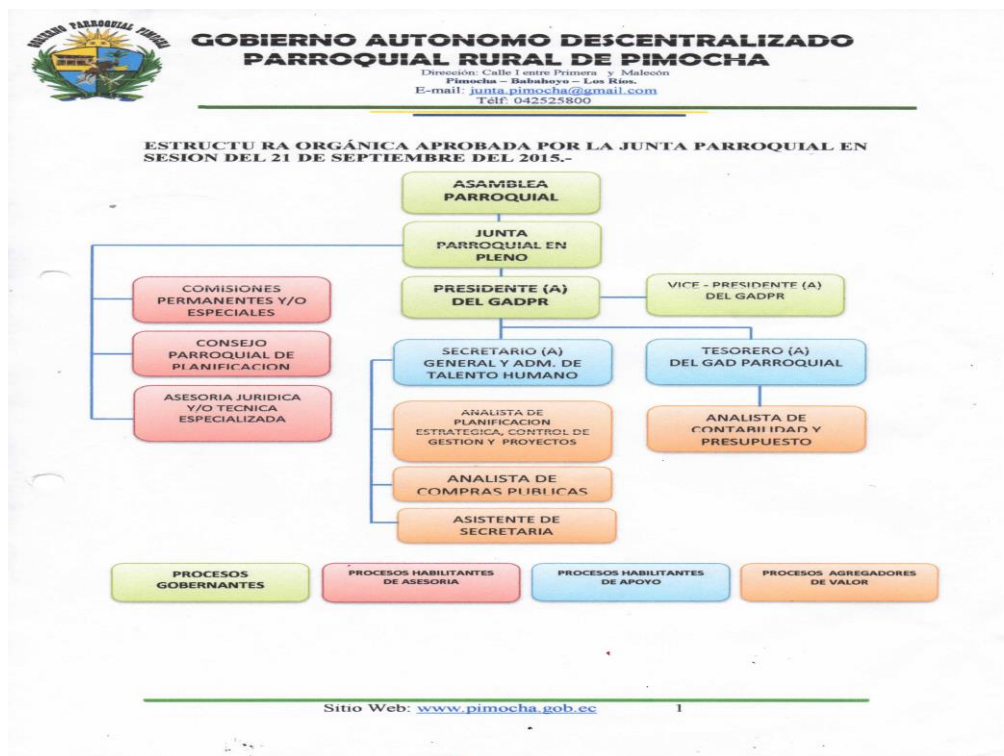 GOBIERNO PARROQUIAL PIMOCHA
GOBIERNO AUTONOMO DESCENTRALIZADO
PARROQUIAL RURAL DE PIMOCHA
Dirección: Calle I entre Primera y Malecón
Pimocha – Babahoyo – Los Ríos.
E-mail: junta.pimocha@gmail.com
Télf: 042525800
ESTRUCTU RA ORGÁNICA APROBADA POR LA JUNTA PARROQUIAL EN
SESION DEL 21 DE SEPTIEMBRE DEL 2015.-
ASAMBLEA
PARROQUIAL
JUNTA
PARROQUIAL EN
PLENO
PRESIDENTE (A)
DEL GADPR
VICE - PRESIDENTE (A)
DEL GADPR
COMISIONES
PERMANENTES Y/O
ESPECIALES
CONSEJO
PARROQUIAL DE
PLANIFICACION
ASESORIA JURIDICA
Y/O TECNICA
ESPECIALIZADA
SECRETARIO (A)
GENERAL Y ADM. DE
TALENTO HUMANO
TESORERO (A)
DEL GAD PARROQUIAL
ANALISTA DE
PLANIFICACION
ESTRATEGICA, CONTROL DE
GESTION Y PROYECTOS
ANALISTA DE
CONTABILIDAD Y
PRESUPUESTO
ANALISTA DE
COMPRAS PUBLICAS
ASISTENTE DE
SECRETARIA
PROCESOS
GOBERNANTES
PROCESOS HABILITANTES
DE ASESORIA
PROCESOS HABILITANTES
DE APOYO
PROCESOS AGREGADORES
DE VALOR
Sitio Web: www.pimocha.gob.ec 1